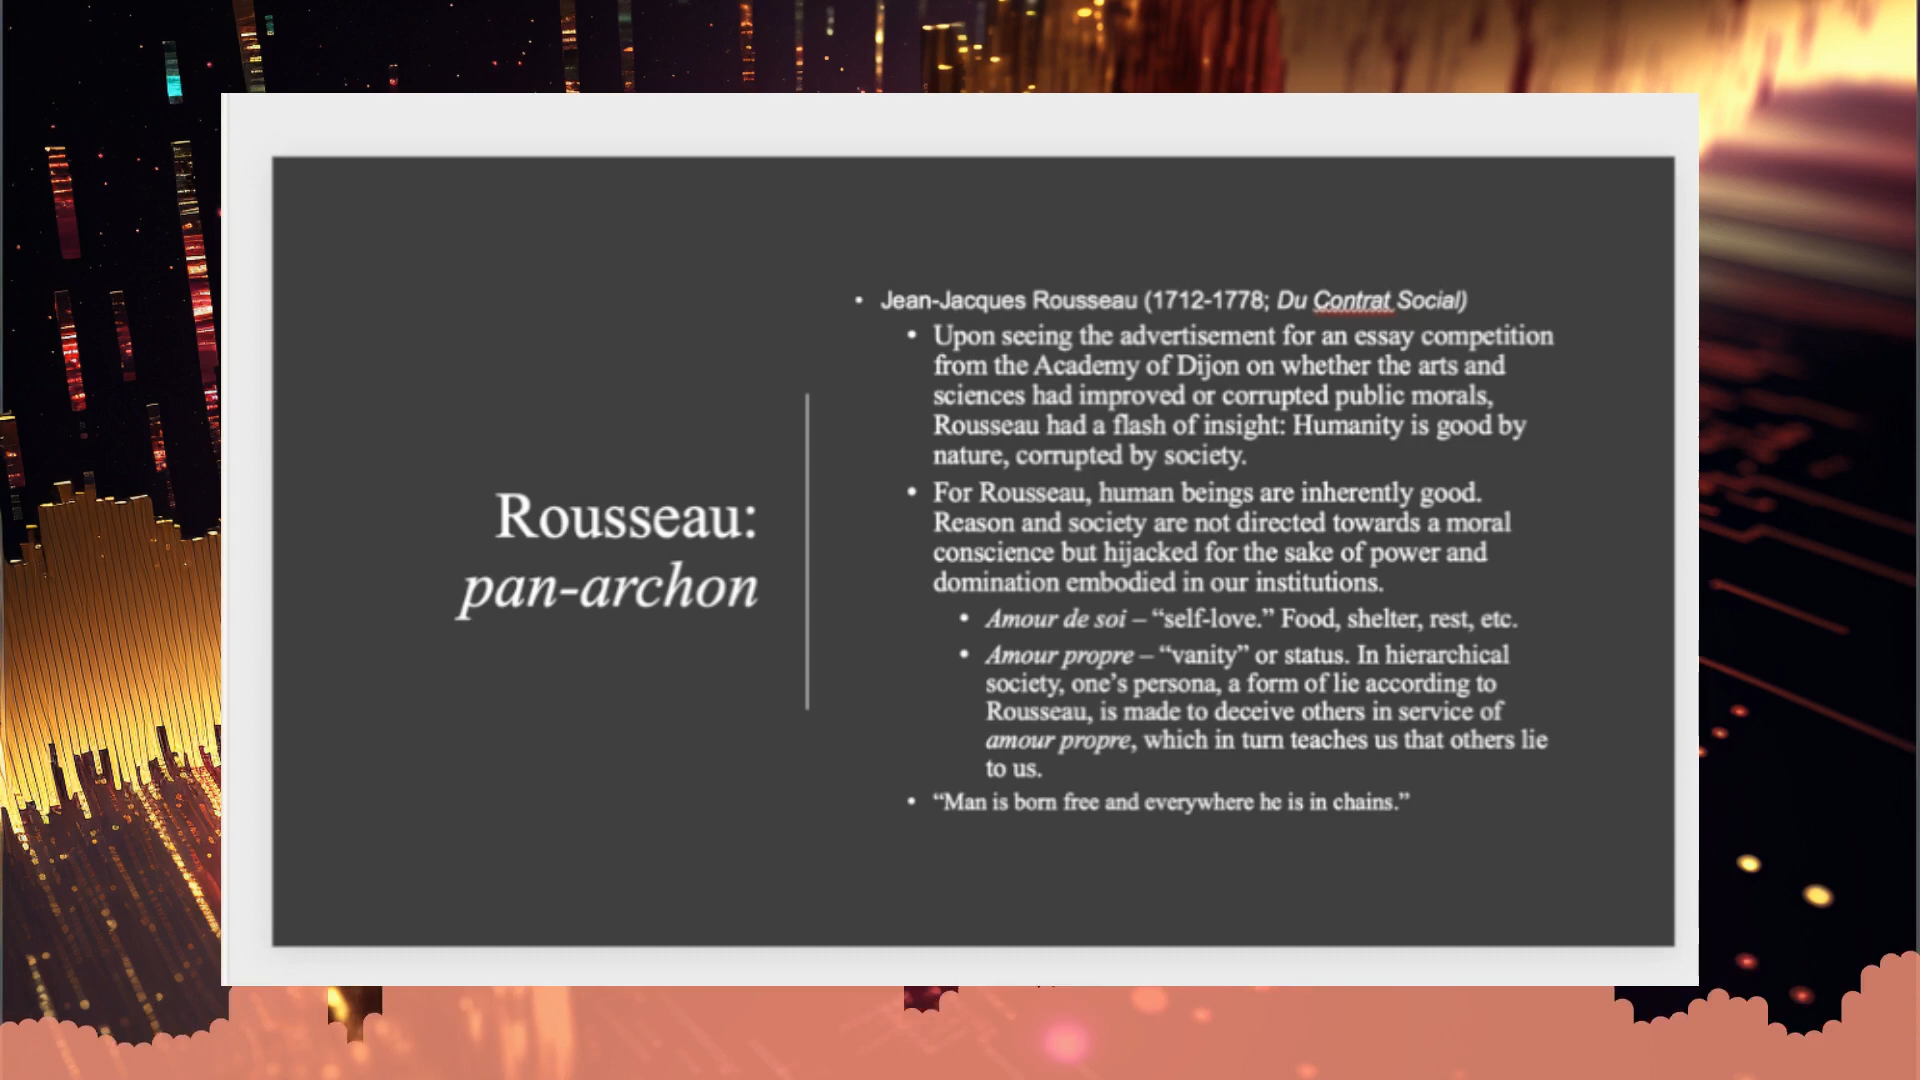 Rousseau:
pan-archon
• Jean-Jacques Rousseau (1712-1778; Du Contrat Social)
• Upon seeing the advertisement for an essay competition
from the Academy of Dijon on whether the arts and
sciences had improved or corrupted public morals,
Rousseau had a flash of insight: Humanity is good by
nature, corrupted by society.
• For Rousseau, human beings are inherently good.
Reason and society are not directed towards a moral
conscience but hijacked for the sake of power and
domination embodied in our institutions.
• Amour de soi – “self-love.” Food, shelter, rest, etc.
• Amour propre – “vanity” or status. In hierarchical
society, one’s persona, a form of lie according to
Rousseau, is made to deceive others in service of
amour propre, which in turn teaches us that others lie
to us.
• “Man is born free and everywhere he is in chains.”